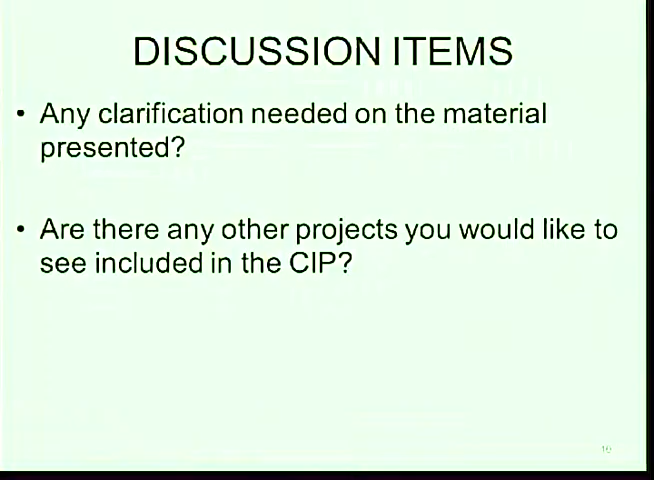 DISCUSSION ITEMS
• Any clarification needed on the material
presented?
• Are there any other projects you would like to
see included in the CIP?